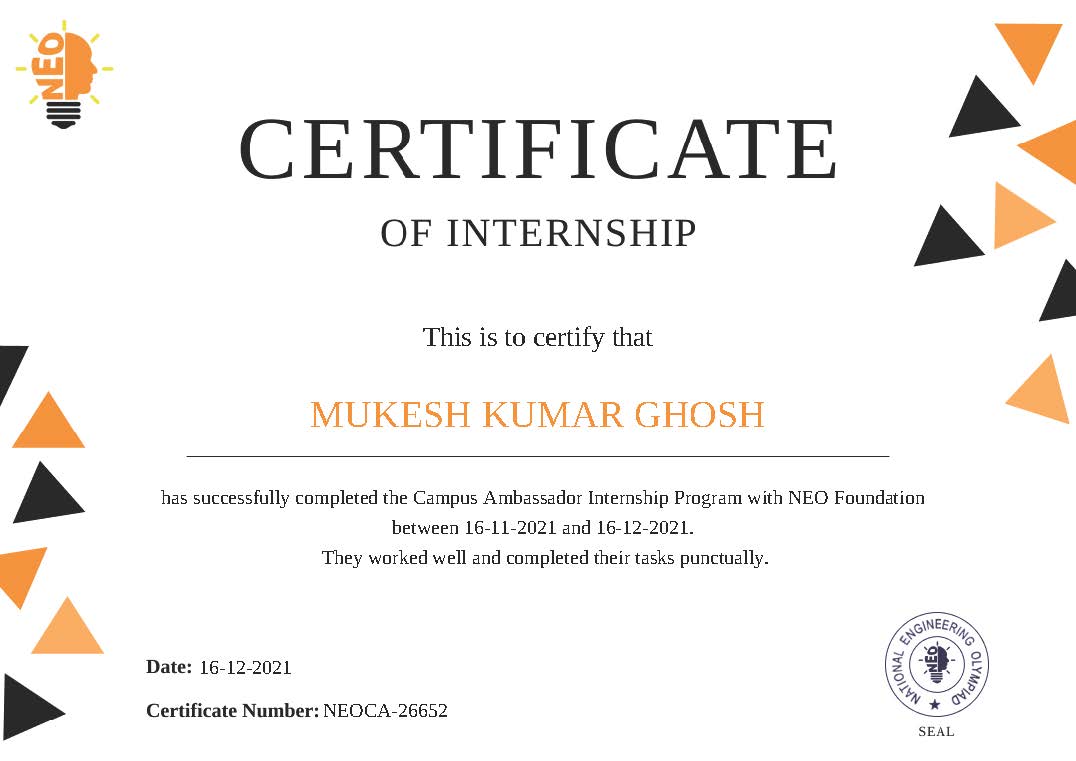 NEO
CERTIFICATE
OF INTERNSHIP
This is to certify that
MUKESH KUMAR GHOSH
has successfully completed the Campus Ambassador Internship Program with NEO Foundation
between 16-11-2021 and 16-12-2021.
They worked well and completed their tasks punctually.
Date: 16-12-2021
Certificate Number: NEOCA-26652
NATIONAL ENGINEERING OLYMPIAD
NEO
SEAL